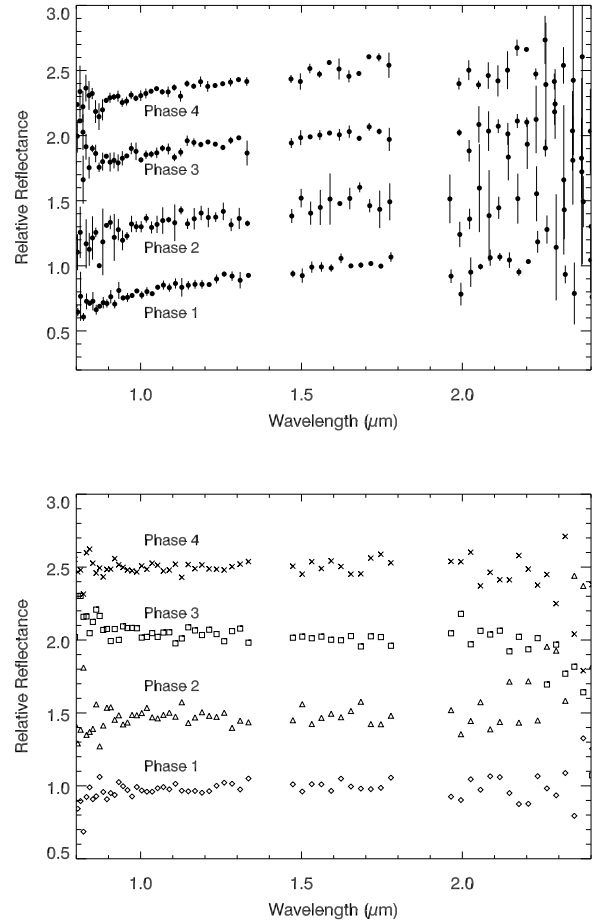 3.0
2.5
Phase 4
2.0
Phase 3
1.5
Phase 2
1.0
Phase 1
0.5
Relative Reflectance
1.0 1.5 2.0
Wavelength (μm)
3.0
Phase 4
2.5
Phase 3
2.0
Phase 2
1.5
Phase 1
1.0
0.5
Relative Reflectance
1.0 1.5 2.0
Wavelength (μm)